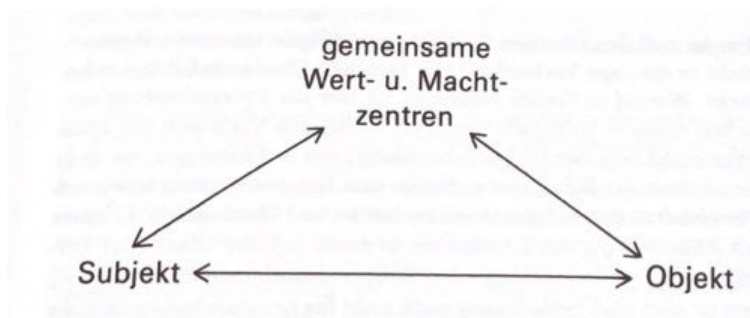 gemeinsame
Wert- u. Macht-
zentren
Subjekt
Objekt